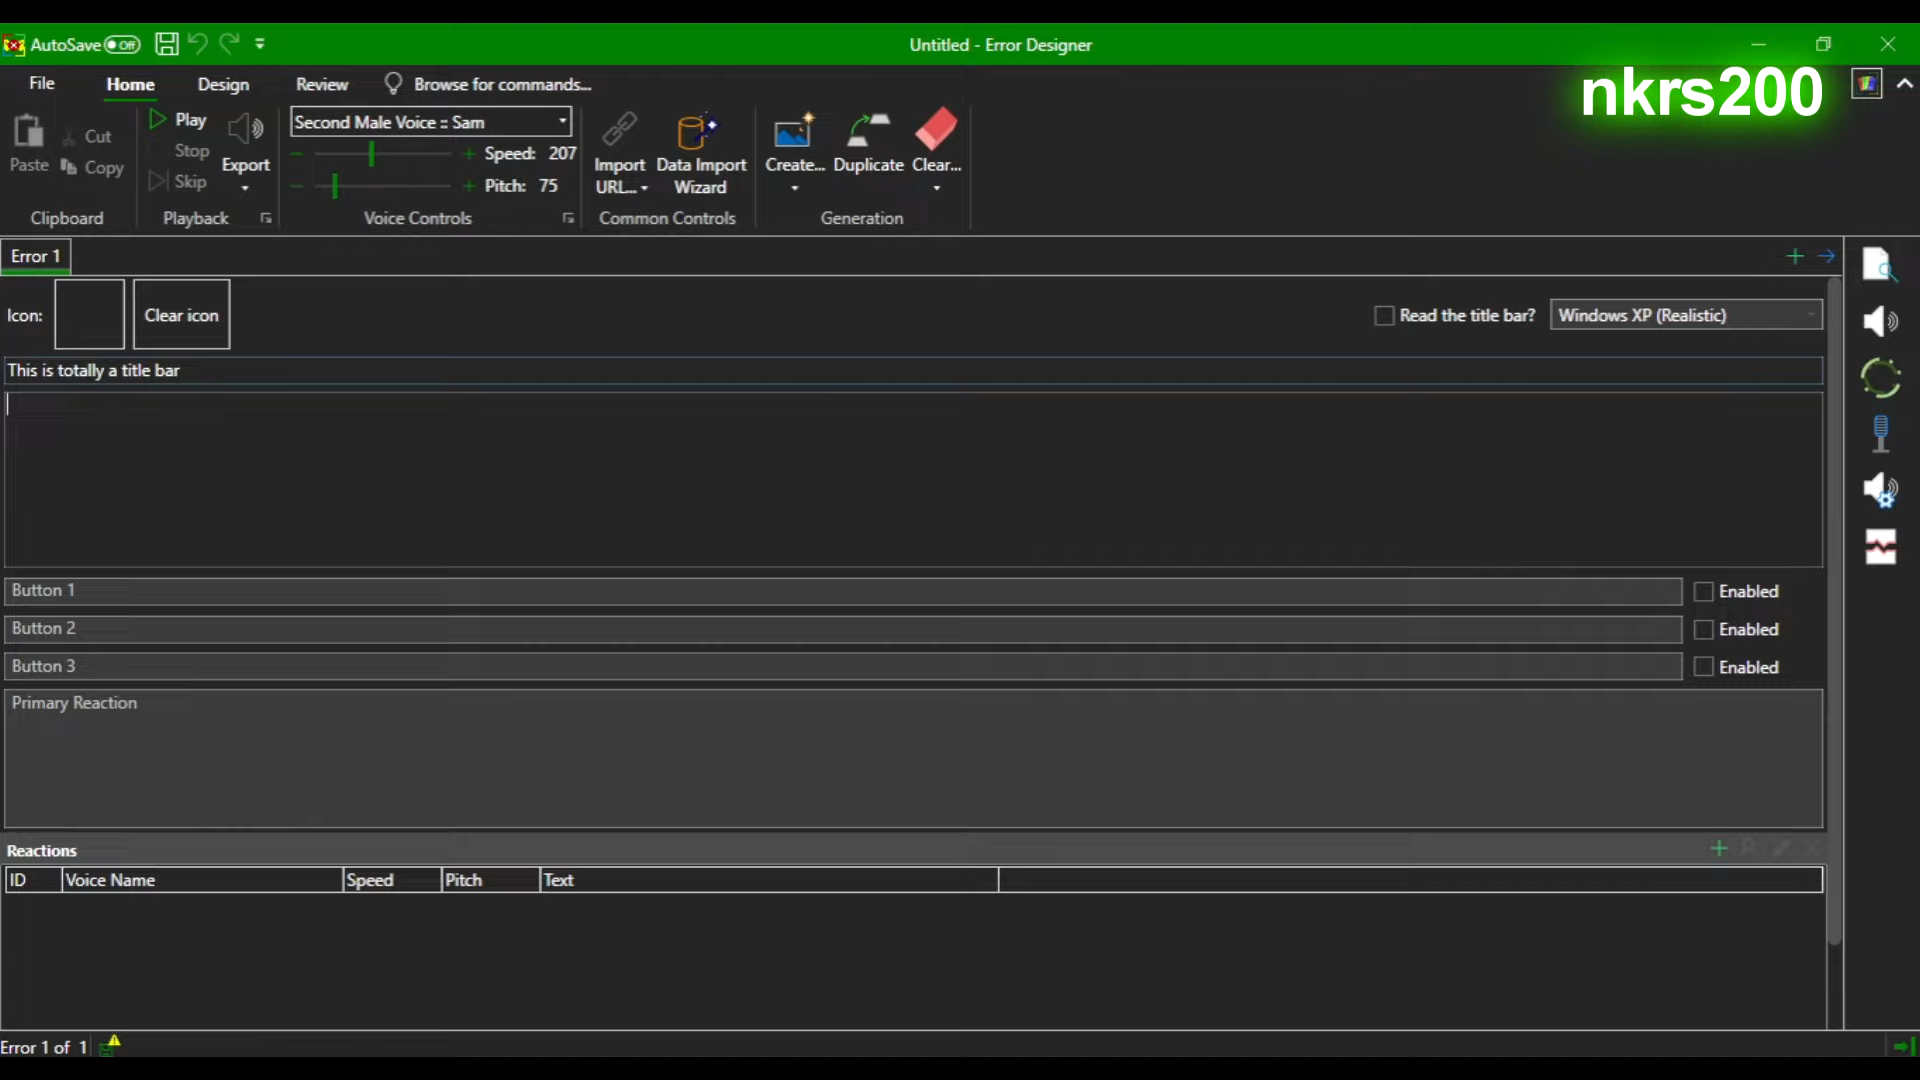 AutoSave Off
Untitled - Error Designer
nkrs200
File Home Design Review Browse for commands...
Paste Cut Copy
Clipboard
Play Stop Skip Export
Playback
Second Male Voice :: Sam
Speed: 207
Pitch: 75
Voice Controls
Import URL...
Data Import Wizard
Common Controls
Create... Duplicate Clear...
Generation
Error 1
Icon: Clear icon Read the title bar? Windows XP (Realistic)
This is totally a title bar
Button 1 Enabled
Button 2 Enabled
Button 3 Enabled
Primary Reaction
Reactions
ID Voice Name Speed Pitch Text
Error 1 of 1